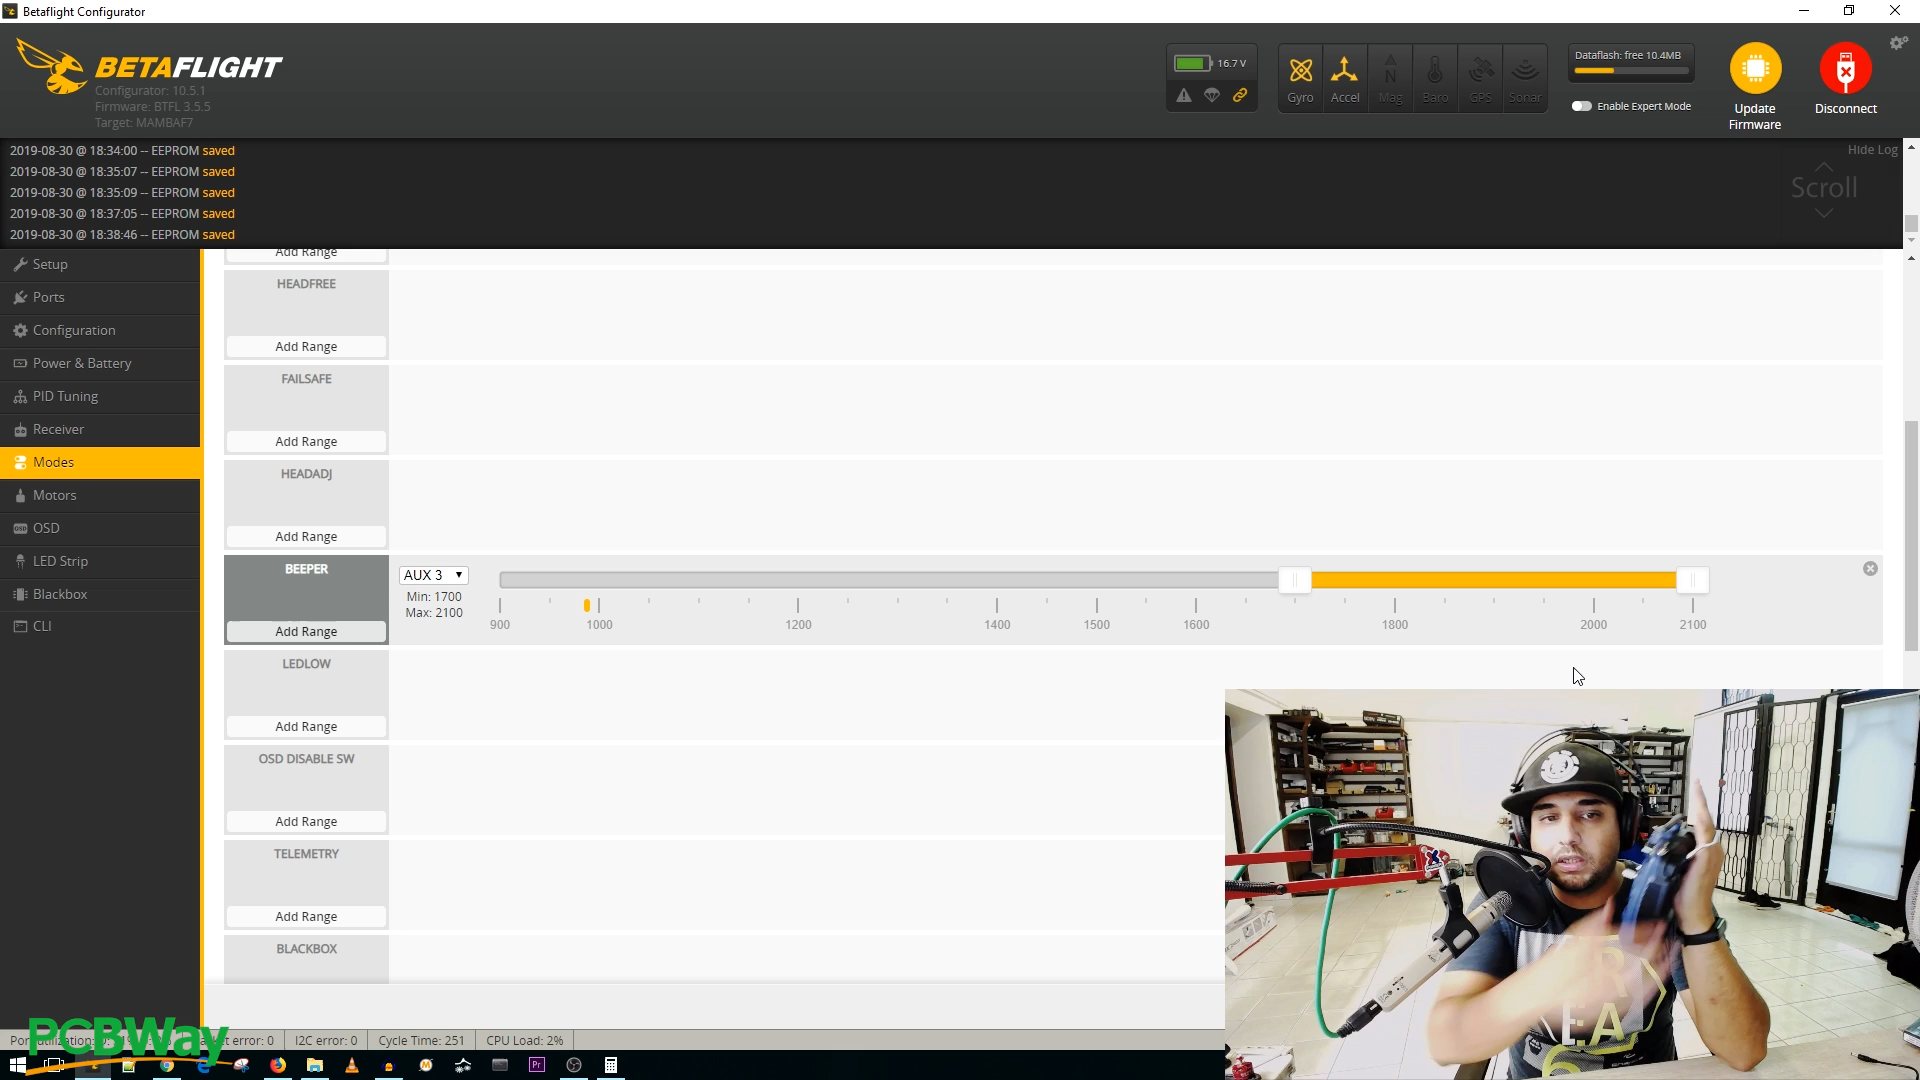 Betaflight Configurator
BETAFLIGHT
Configurator: 10.5.1
Firmware: BTFL 3.5.5
Target: MAMBAF7
16.7 V
Gyro
Accel
Mag
Baro
GPS
Sonar
Dataflash: free 10.4MB
Enable Expert Mode
Update
Firmware
Disconnect
2019-08-30 @ 18:34:00 -- EEPROM saved
2019-08-30 @ 18:35:07 -- EEPROM saved
2019-08-30 @ 18:35:09 -- EEPROM saved
2019-08-30 @ 18:37:05 -- EEPROM saved
2019-08-30 @ 18:38:46 -- EEPROM saved
Hide Log
Scroll
Setup
Ports
Configuration
Power & Battery
PID Tuning
Receiver
Modes
Motors
OSD
LED Strip
Blackbox
CLI
Add Range
HEADFREE
Add Range
FAILSAFE
Add Range
HEADADJ
Add Range
BEEPER
Add Range
AUX 3
Min: 1700
Max: 2100
900 1000 1200 1400 1500 1600 1800 2000 2100
LEDLOW
Add Range
OSD DISABLE SW
Add Range
TELEMETRY
Add Range
BLACKBOX
PCBWay
error: 0
I2C error: 0
Cycle Time: 251
CPU Load: 2%
Pr